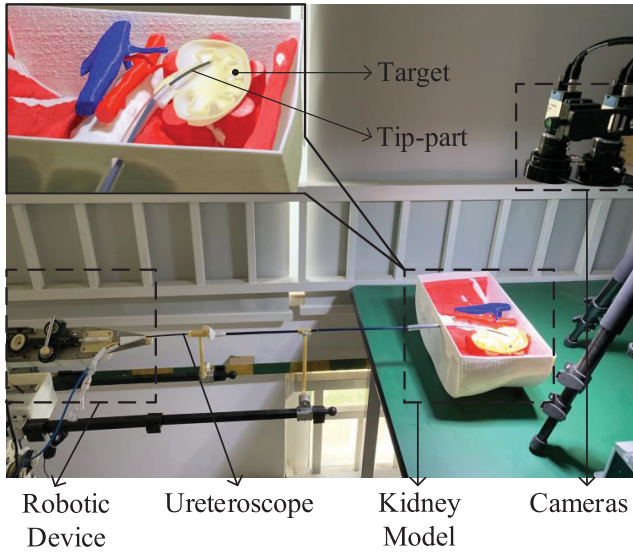 Target
Tip-part
Robotic
Device
Ureteroscope
Kidney
Model
Cameras